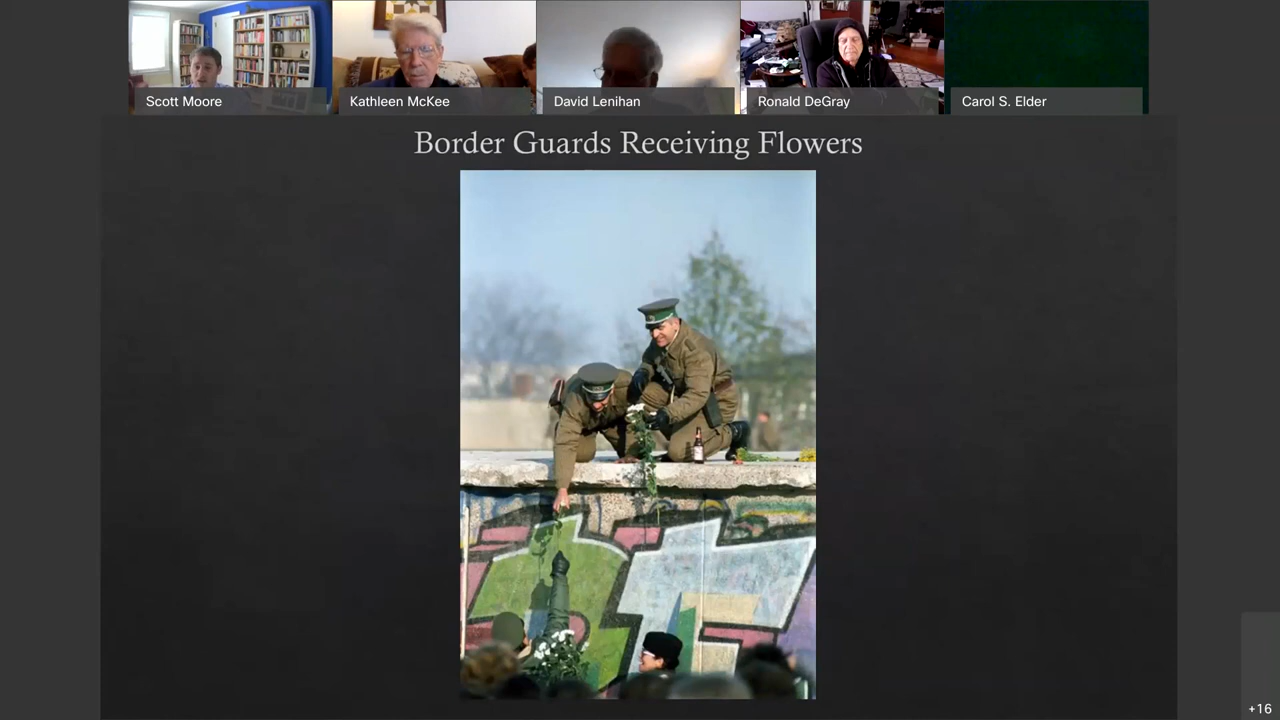 Scott Moore
Kathleen McKee
David Lenihan
Ronald DeGray
Carol S. Elder
Border Guards Receiving Flowers
+16